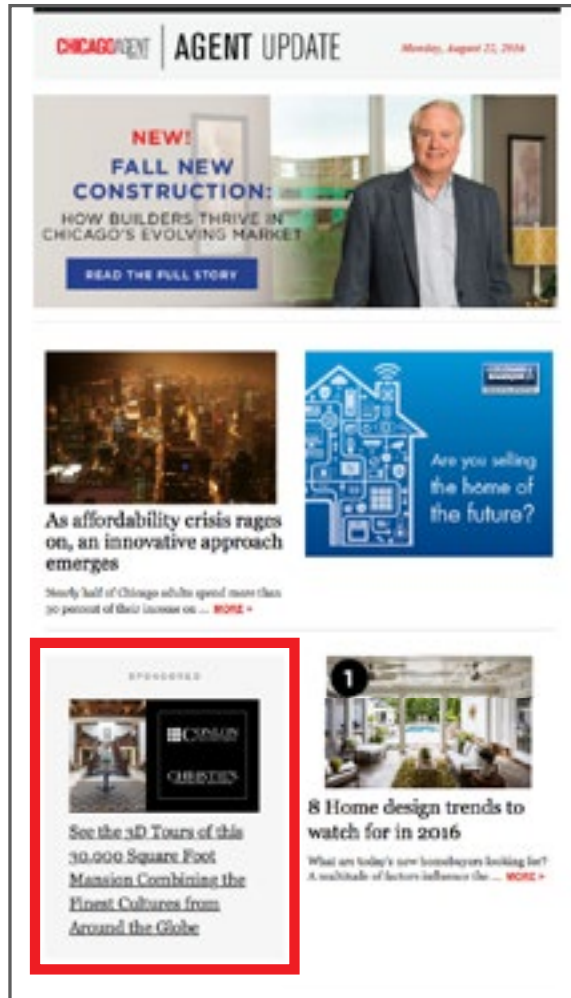 CHICAGOAGENT
AGENT UPDATE
Monday, August 22, 2016
NEW!
FALL NEW
CONSTRUCTION:
HOW BUILDERS THRIVE IN
CHICAGO'S EVOLVING MARKET
READ THE FULL STORY
As affordability crisis rages
on, an innovative approach
emerges
Nearly half of Chicago adults spend more than
30 percent of their income on ... MORE »
Are you selling
the home of
the future?
SPONSORED
CONLON
CHRISTIE'S
See the 3D Tours of this
30,000 Square Foot
Mansion Combining the
Finest Cultures from
Around the Globe
1
8 Home design trends to
watch for in 2016
What are today's new homebuyers looking for?
A multitude of factors influence the ... MORE »